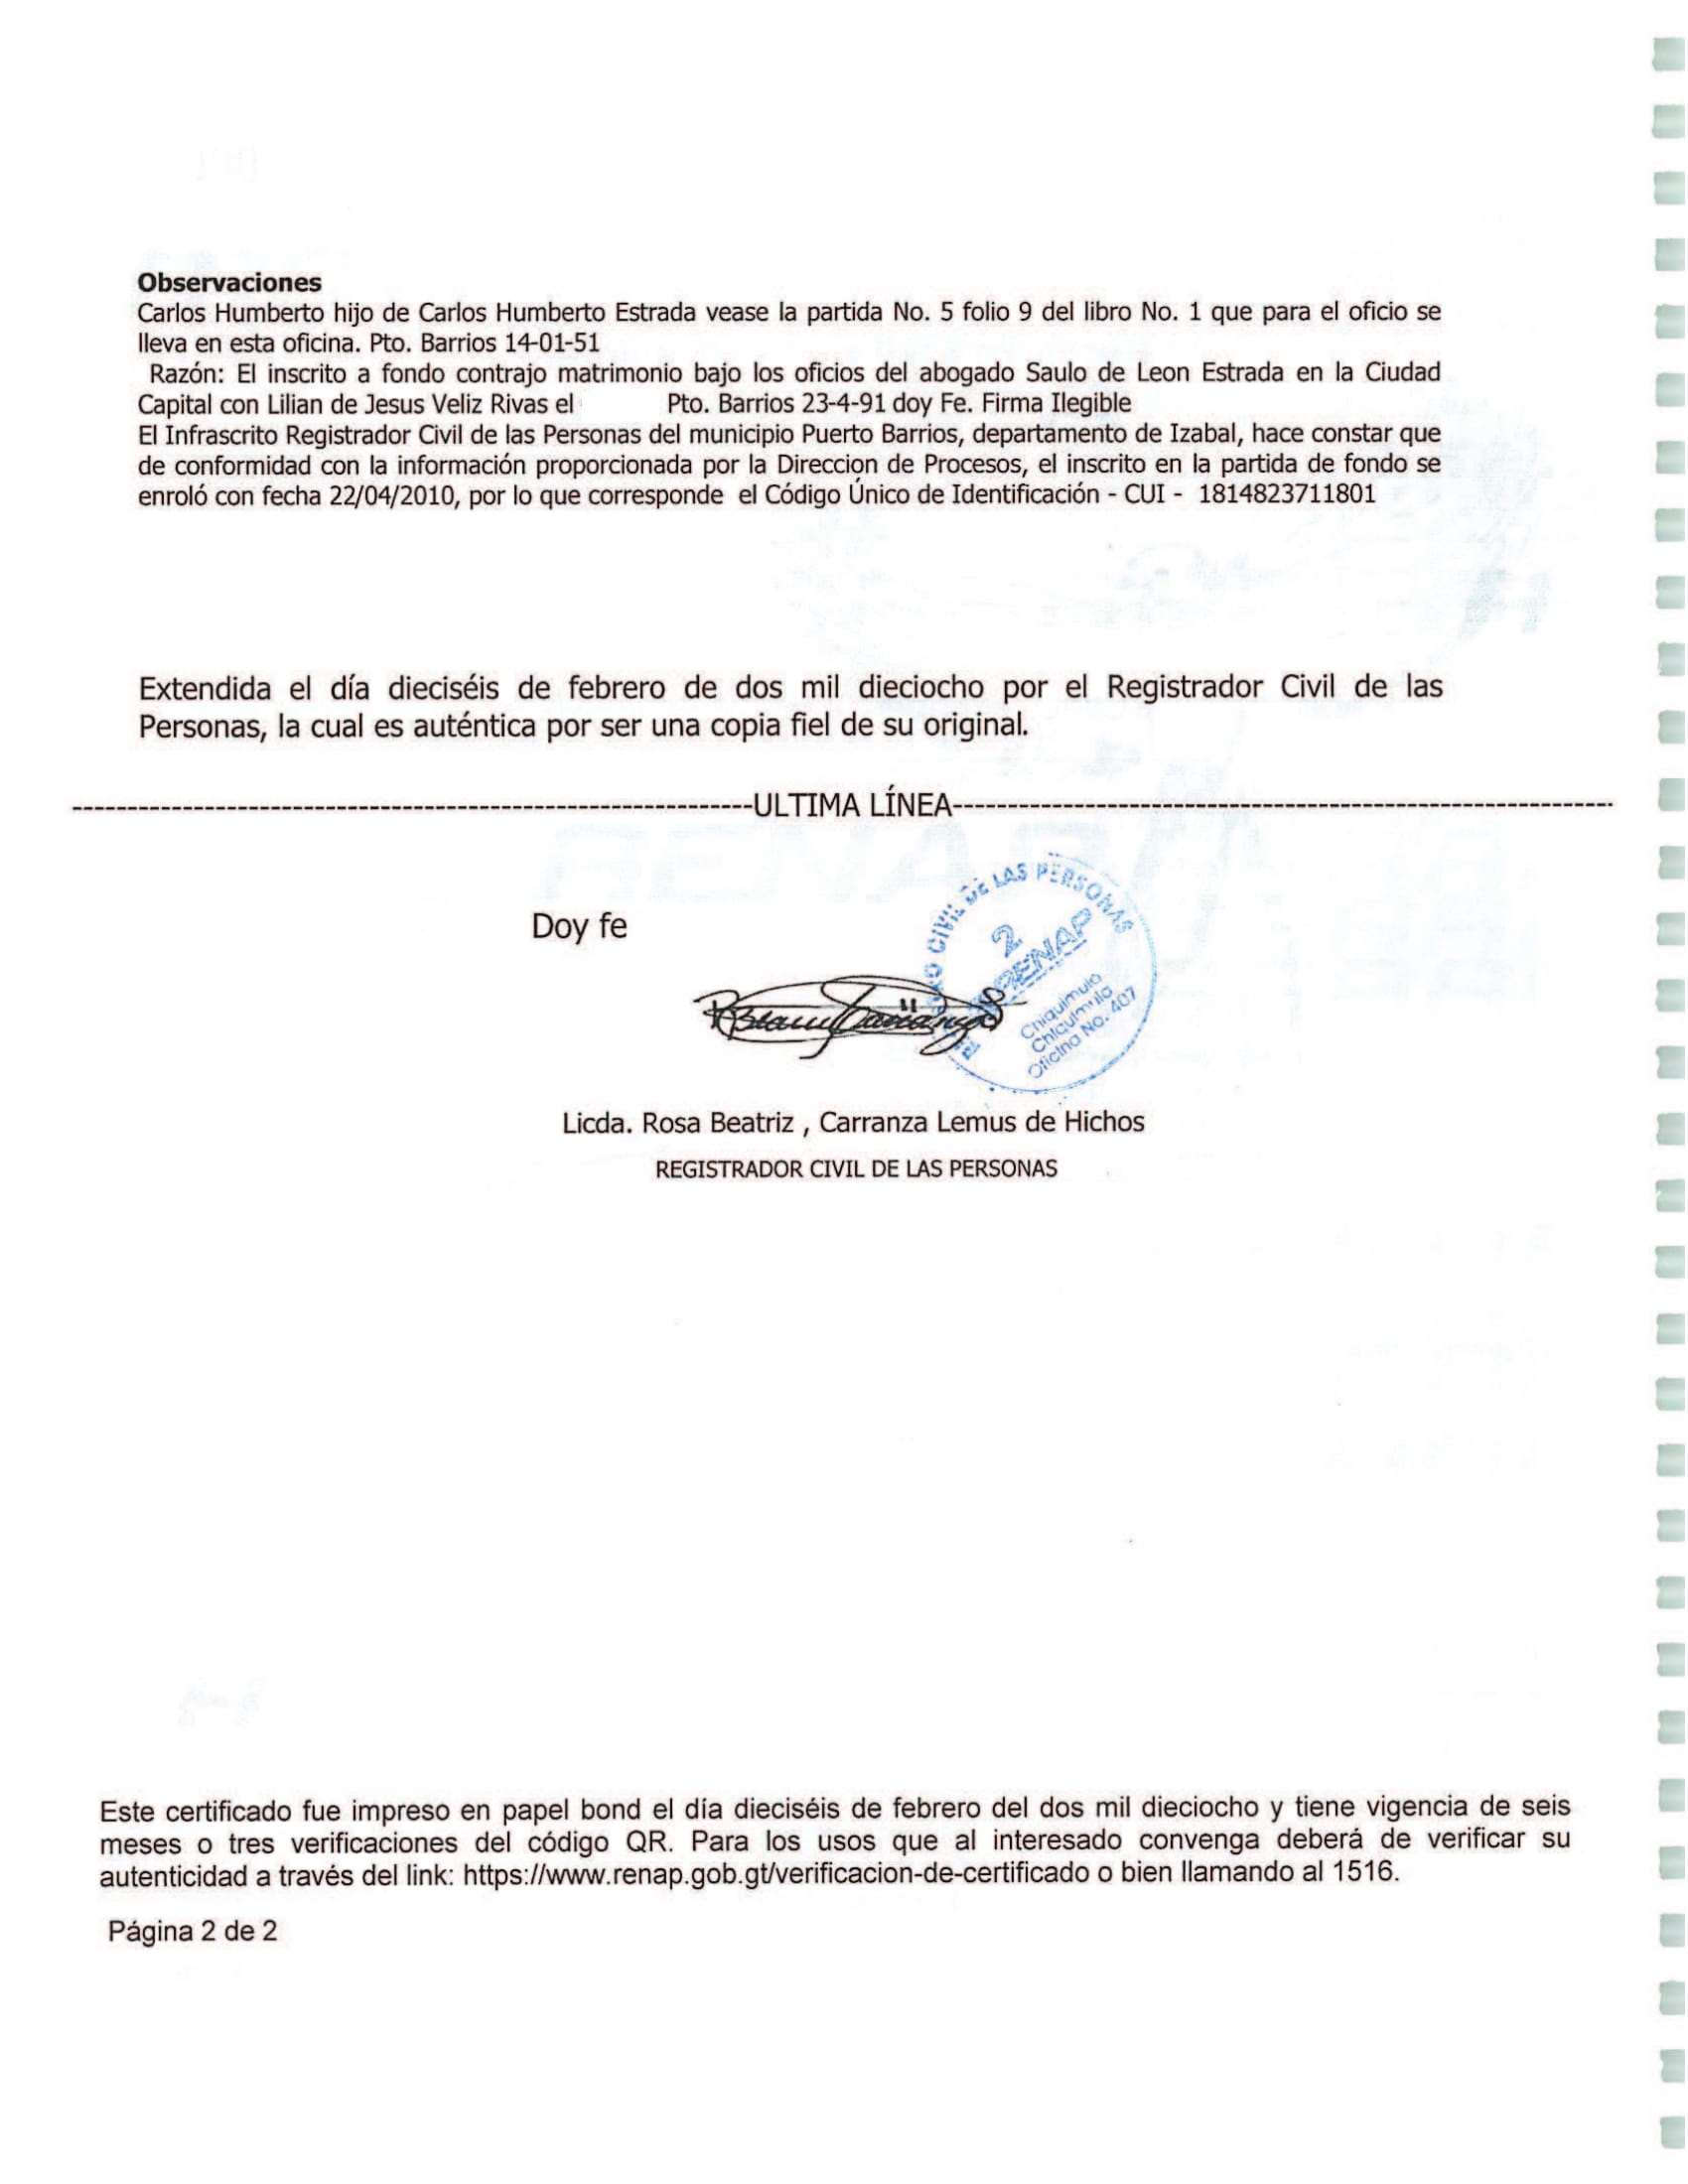 Observaciones
Carlos Humberto hijo de Carlos Humberto Estrada vease la partida No. 5 folio 9 del libro No. 1 que para el oficio se
lleva en esta oficina. Pto. Barrios 14-01-51
Razón: El inscrito a fondo contrajo matrimonio bajo los oficios del abogado Saulo de Leon Estrada en la Ciudad
Capital con Lilian de Jesus Veliz Rivas el Pto. Barrios 23-4-91 doy Fe. Firma Ilegible
El Infrascrito Registrador Civil de las Personas del municipio Puerto Barrios, departamento de Izabal, hace constar que
de conformidad con la información proporcionada por la Direccion de Procesos, el inscrito en la partida de fondo se
enroló con fecha 22/04/2010, por lo que corresponde el Código Único de Identificación - CUI - 1814823711801
Extendida el día dieciséis de febrero de dos mil dieciocho por el Registrador Civil de las
Personas, la cual es auténtica por ser una copia fiel de su original.
------------------------------ULTIMA LÍNEA------------------------------
CIVIL DE LAS PERSONAS
2
RENAP
Chiquimula
Chiquimula
Oficina No. 407
Doy fe
Licda. Rosa Beatriz , Carranza Lemus de Hichos
REGISTRADOR CIVIL DE LAS PERSONAS
Este certificado fue impreso en papel bond el día dieciséis de febrero del dos mil dieciocho y tiene vigencia de seis
meses o tres verificaciones del código QR. Para los usos que al interesado convenga deberá de verificar su
autenticidad a través del link: https://www.renap.gob.gt/verificacion-de-certificado o bien llamando al 1516.
Página 2 de 2